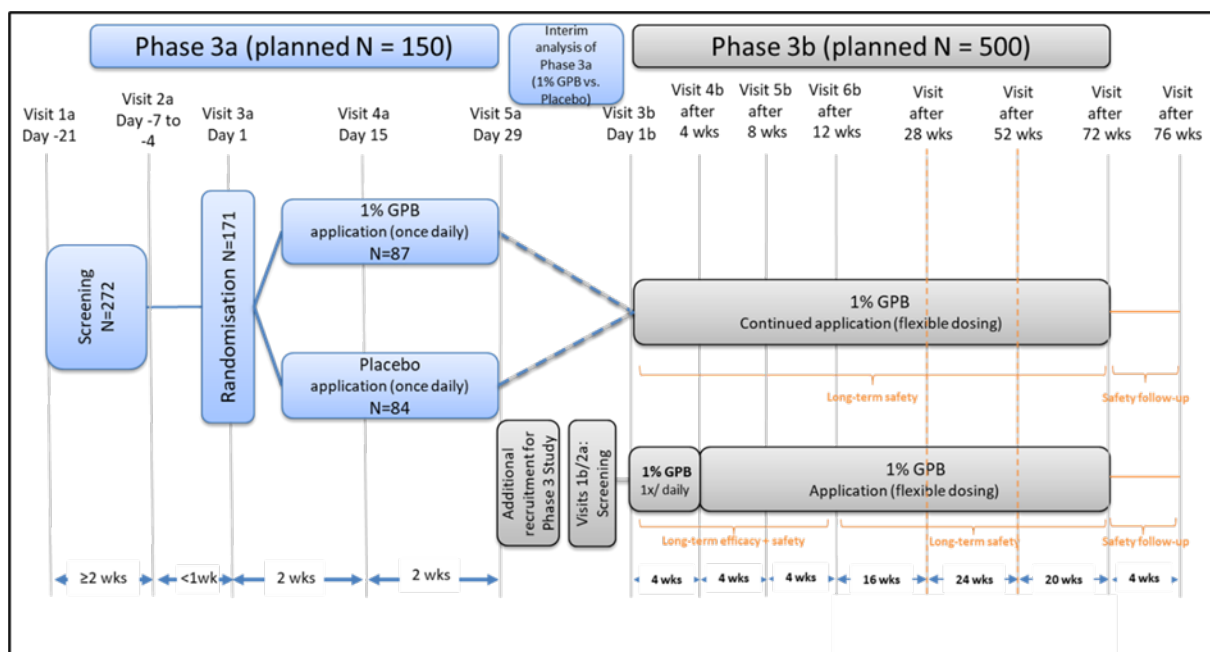 Phase 3a (planned N = 150)
Interim
analysis of
Phase 3a
(1% GPB vs.
Placebo)
Phase 3b (planned N = 500)
Visit 1a
Day -21
Visit 2a
Day -7 to
-4
Visit 3a
Day 1
Visit 4a
Day 15
Visit 5a
Day 29
Visit 3b
Day 1b
Visit 4b
after
4 wks
Visit 5b
after
8 wks
Visit 6b
after
12 wks
Visit
after
28 wks
Visit
after
52 wks
Visit
after
72 wks
Visit
after
76 wks
Screening
N=272
Randomisation N=171
1% GPB
application (once daily)
N=87
Placebo
application (once daily)
N=84
1% GPB
Continued application (flexible dosing)
Long-term safety
Safety follow-up
Additional
recruitment for
Phase 3 Study
Visits 1b/2a:
Screening
1% GPB
1x/ daily
1% GPB
Application (flexible dosing)
Long-term efficacy + safety
Long-term safety
Safety follow-up
≥2 wks
<1wk
2 wks
2 wks
4 wks
4 wks
4 wks
16 wks
24 wks
20 wks
4 wks